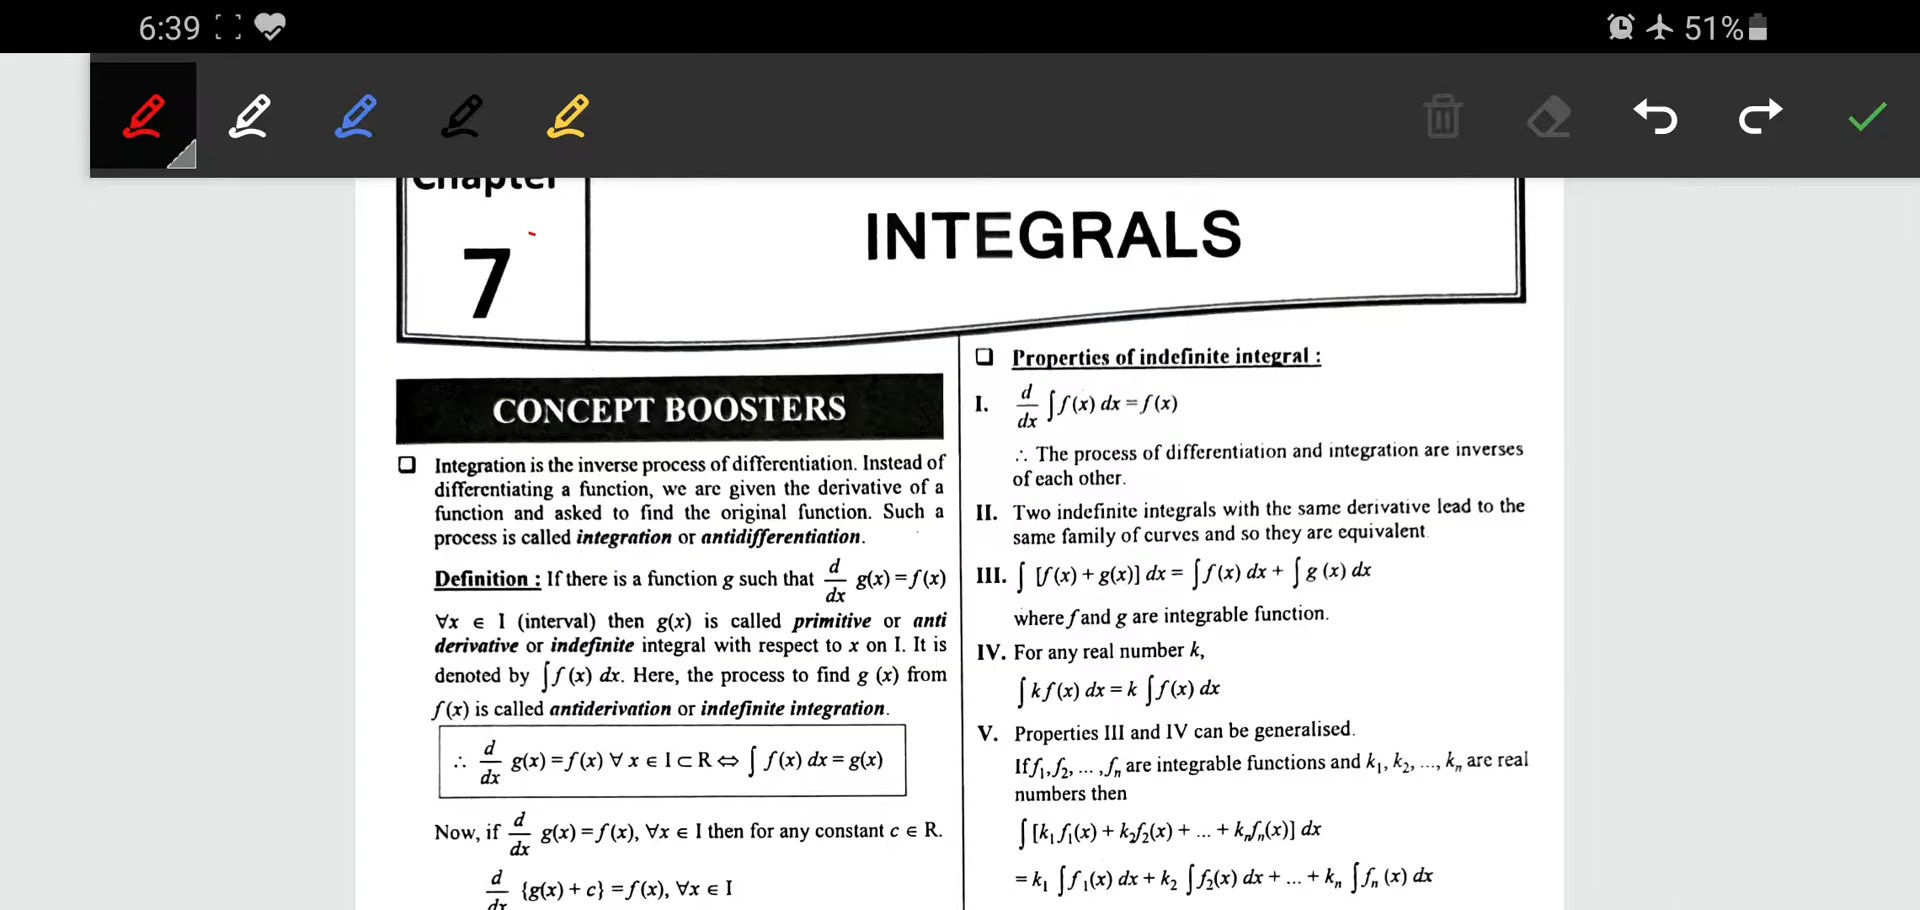 6:39
51%
Chapter
7
INTEGRALS
CONCEPT BOOSTERS
❑ Integration is the inverse process of differentiation. Instead of
differentiating a function, we are given the derivative of a
function and asked to find the original function. Such a
process is called integration or antidifferentiation.
Definition : If there is a function g such that d/dx g(x) = f(x)
∀x ∈ I (interval) then g(x) is called primitive or anti
derivative or indefinite integral with respect to x on I. It is
denoted by ∫ f (x) dx. Here, the process to find g (x) from
f (x) is called antiderivation or indefinite integration.
∴ d/dx g(x) = f(x) ∀ x ∈ I ⊂ R ⇔ ∫ f(x) dx = g(x)
Now, if d/dx g(x) = f(x), ∀x ∈ I then for any constant c ∈ R.
d/dx {g(x) + c} = f(x), ∀x ∈ I
❑ Properties of indefinite integral :
I. d/dx ∫ f (x) dx = f (x)
∴ The process of differentiation and integration are inverses
of each other.
II. Two indefinite integrals with the same derivative lead to the
same family of curves and so they are equivalent
III. ∫ [f (x) + g(x)] dx = ∫ f (x) dx + ∫ g (x) dx
where f and g are integrable function.
IV. For any real number k,
∫ k f (x) dx = k ∫ f (x) dx
V. Properties III and IV can be generalised.
If f₁, f₂, ... , fₙ are integrable functions and k₁, k₂, ..., kₙ are real
numbers then
∫ [k₁ f₁(x) + k₂f₂(x) + ... + kₙfₙ(x)] dx
= k₁ ∫ f₁(x) dx + k₂ ∫ f₂(x) dx + ... + kₙ ∫ fₙ (x) dx